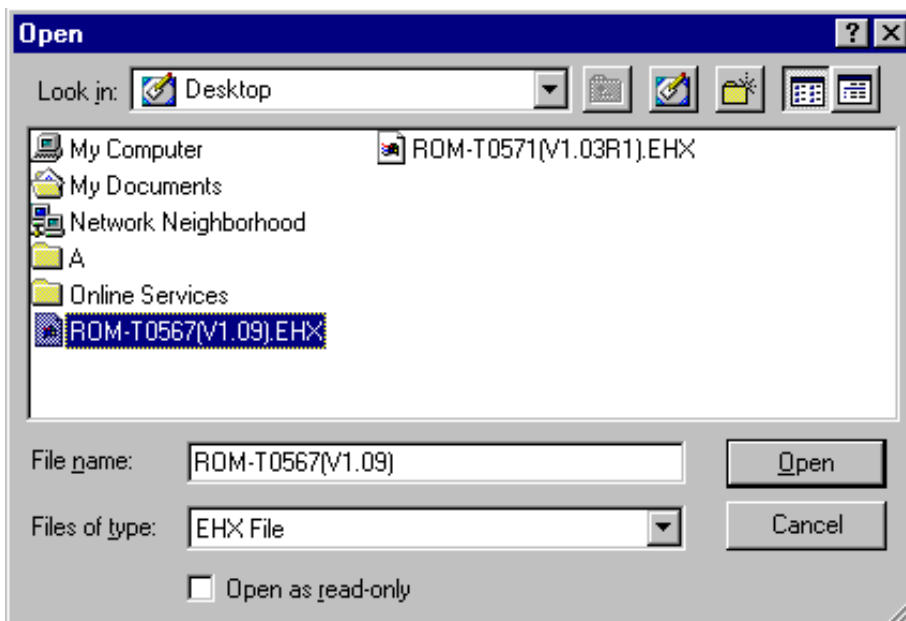 Open
Look in: Desktop
My Computer
My Documents
Network Neighborhood
A
Online Services
ROM-T0567(V1.09).EHX
ROM-T0571(V1.03R1).EHX
File name: ROM-T0567(V1.09) Open
Files of type: EHX File Cancel
Open as read-only